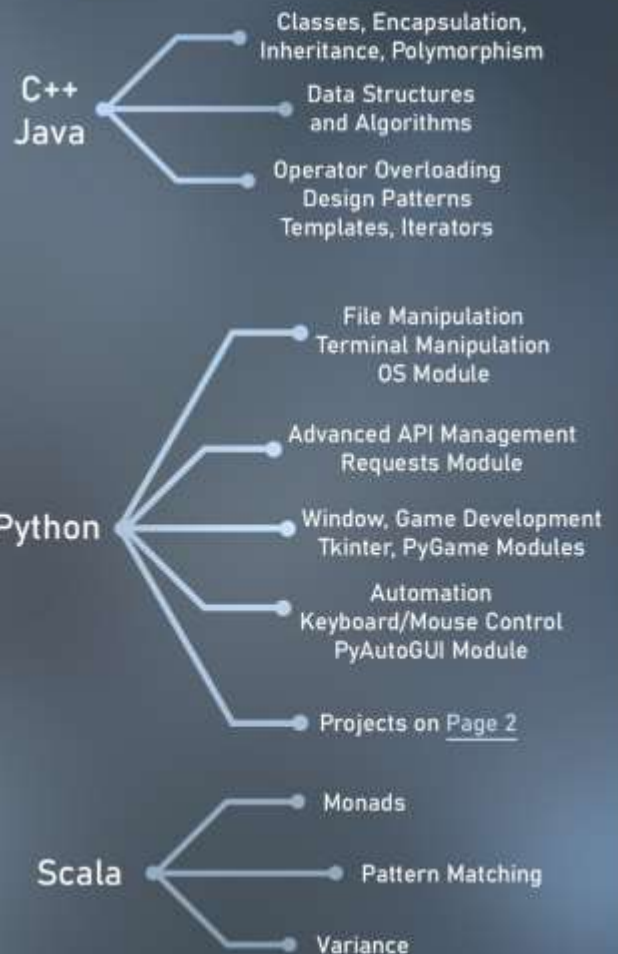 C++
Java
Classes, Encapsulation,
Inheritance, Polymorphism
Data Structures
and Algorithms
Operator Overloading
Design Patterns
Templates, Iterators
Python
File Manipulation
Terminal Manipulation
OS Module
Advanced API Management
Requests Module
Window, Game Development
Tkinter, PyGame Modules
Automation
Keyboard/Mouse Control
PyAutoGUI Module
Projects on Page 2
Scala
Monads
Pattern Matching
Variance